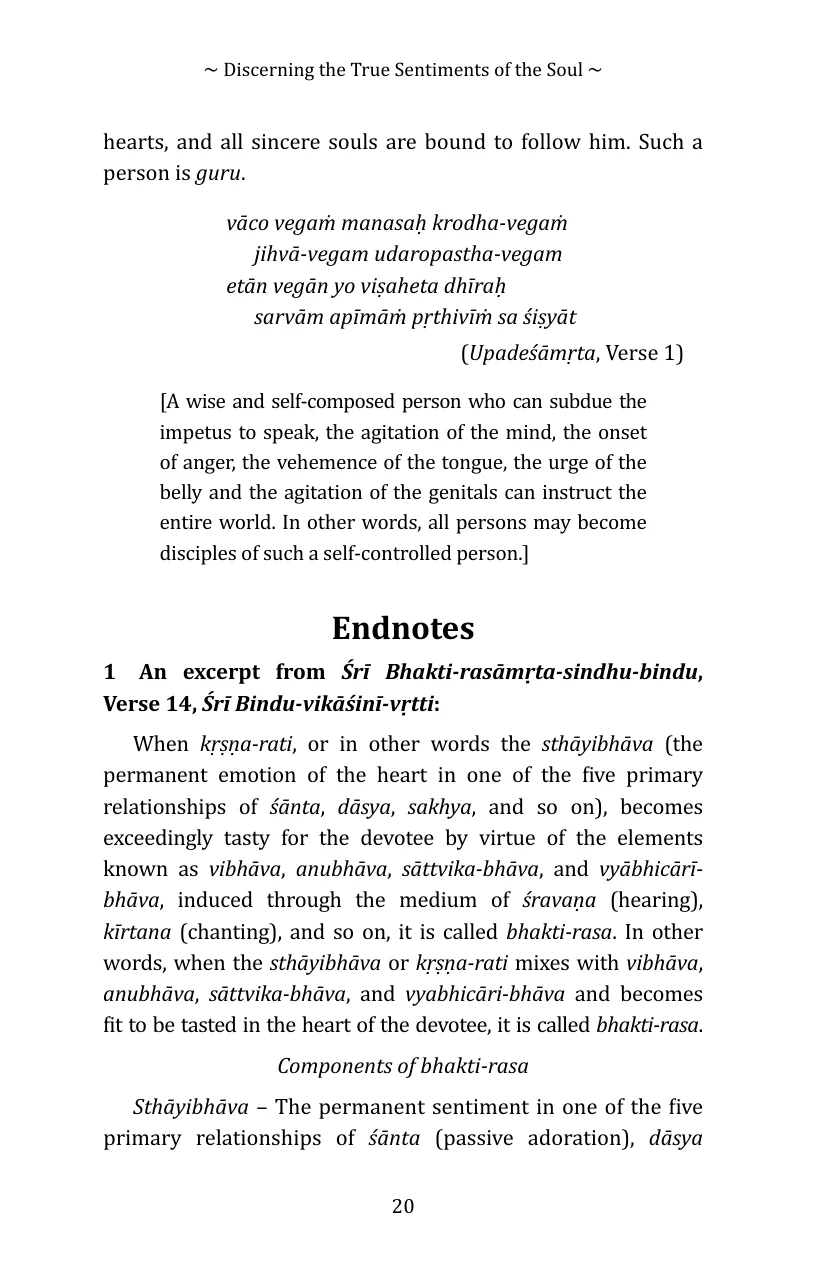 ~ Discerning the True Sentiments of the Soul ~
hearts, and all sincere souls are bound to follow him. Such a
person is guru.
vāco vegaṁ manasaḥ krodha-vegaṁ
jihvā-vegam udaropastha-vegam
etān vegān yo viṣaheta dhīraḥ
sarvām apīmāṁ pṛthivīṁ sa śiṣyāt
(Upadeśāmṛta, Verse 1)
[A wise and self-composed person who can subdue the
impetus to speak, the agitation of the mind, the onset
of anger, the vehemence of the tongue, the urge of the
belly and the agitation of the genitals can instruct the
entire world. In other words, all persons may become
disciples of such a self-controlled person.]
Endnotes
1 An excerpt from Śrī Bhakti-rasāmṛta-sindhu-bindu,
Verse 14, Śrī Bindu-vikāśinī-vṛtti:
When kṛṣṇa-rati, or in other words the sthāyibhāva (the
permanent emotion of the heart in one of the five primary
relationships of śānta, dāsya, sakhya, and so on), becomes
exceedingly tasty for the devotee by virtue of the elements
known as vibhāva, anubhāva, sāttvika-bhāva, and vyābhicārī-
bhāva, induced through the medium of śravaṇa (hearing),
kīrtana (chanting), and so on, it is called bhakti-rasa. In other
words, when the sthāyibhāva or kṛṣṇa-rati mixes with vibhāva,
anubhāva, sāttvika-bhāva, and vyabhicāri-bhāva and becomes
fit to be tasted in the heart of the devotee, it is called bhakti-rasa.
Components of bhakti-rasa
Sthāyibhāva – The permanent sentiment in one of the five
primary relationships of śānta (passive adoration), dāsya
20